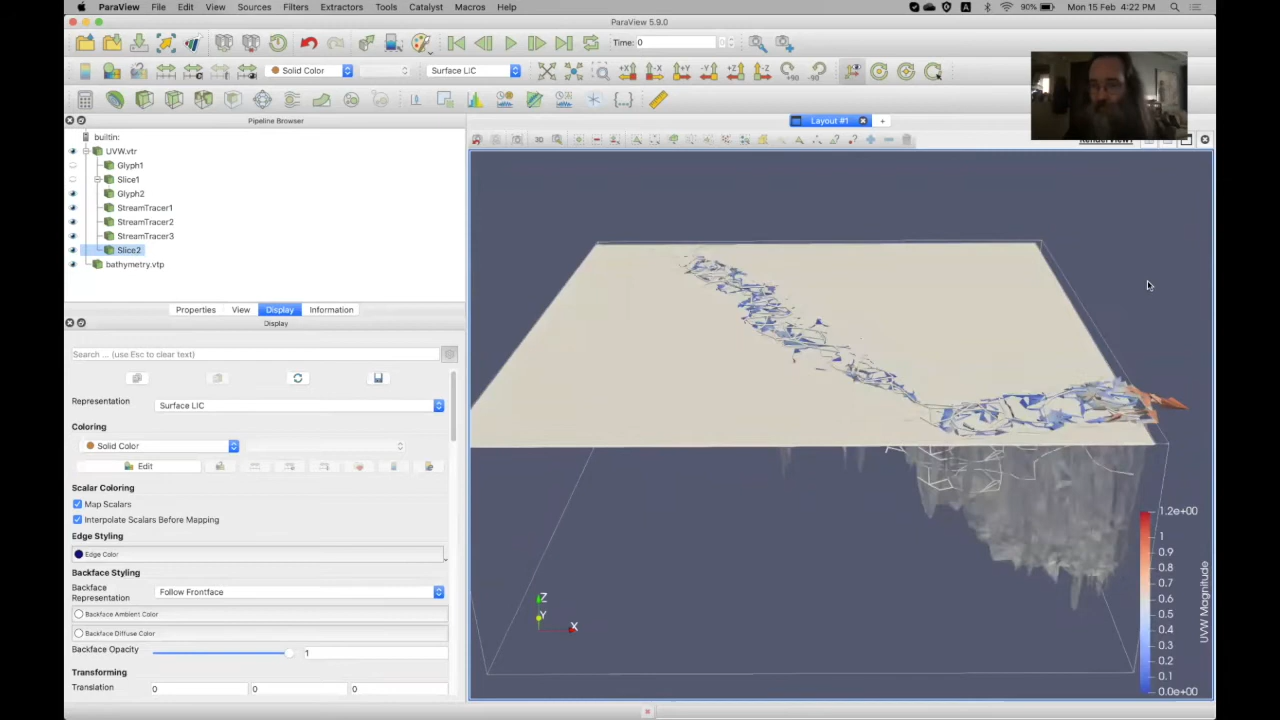 ParaView File Edit View Sources Filters Extractors Tools Catalyst Macros Help 90% Mon 15 Feb 4:22 PM
ParaView 5.9.0
Time: 0
Solid Color Surface LIC +X -X +Y -Y +Z -Z +90 -90
Pipeline Browser
Layout #1 +
builtin:
3D
RenderView1
UVW.vtr
Glyph1
Slice1
Glyph2
StreamTracer1
StreamTracer2
StreamTracer3
Slice2
bathymetry.vtp
Properties View Display Information
Display
Search ... (use Esc to clear text)
Representation Surface LIC
Coloring
Solid Color
Edit
Scalar Coloring
Map Scalars
Interpolate Scalars Before Mapping
Edge Styling
Edge Color
Backface Styling
Backface
Representation Follow Frontface
Backface Ambient Color
Backface Diffuse Color
Backface Opacity 1
Transforming
Translation 0 0 0
Z
Y
X
1.2e+00
1
0.9
0.8
0.7
0.6
0.5
0.4
0.3
0.2
0.1
0.0e+00
UVW Magnitude